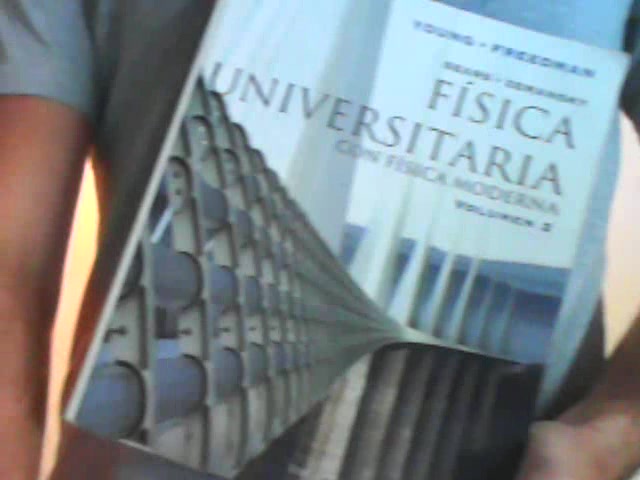 YOUNG • FREEDMAN
SEARS • ZEMANSKY
FÍSICA
UNIVERSITARIA
CON FÍSICA MODERNA
VOLUMEN 2